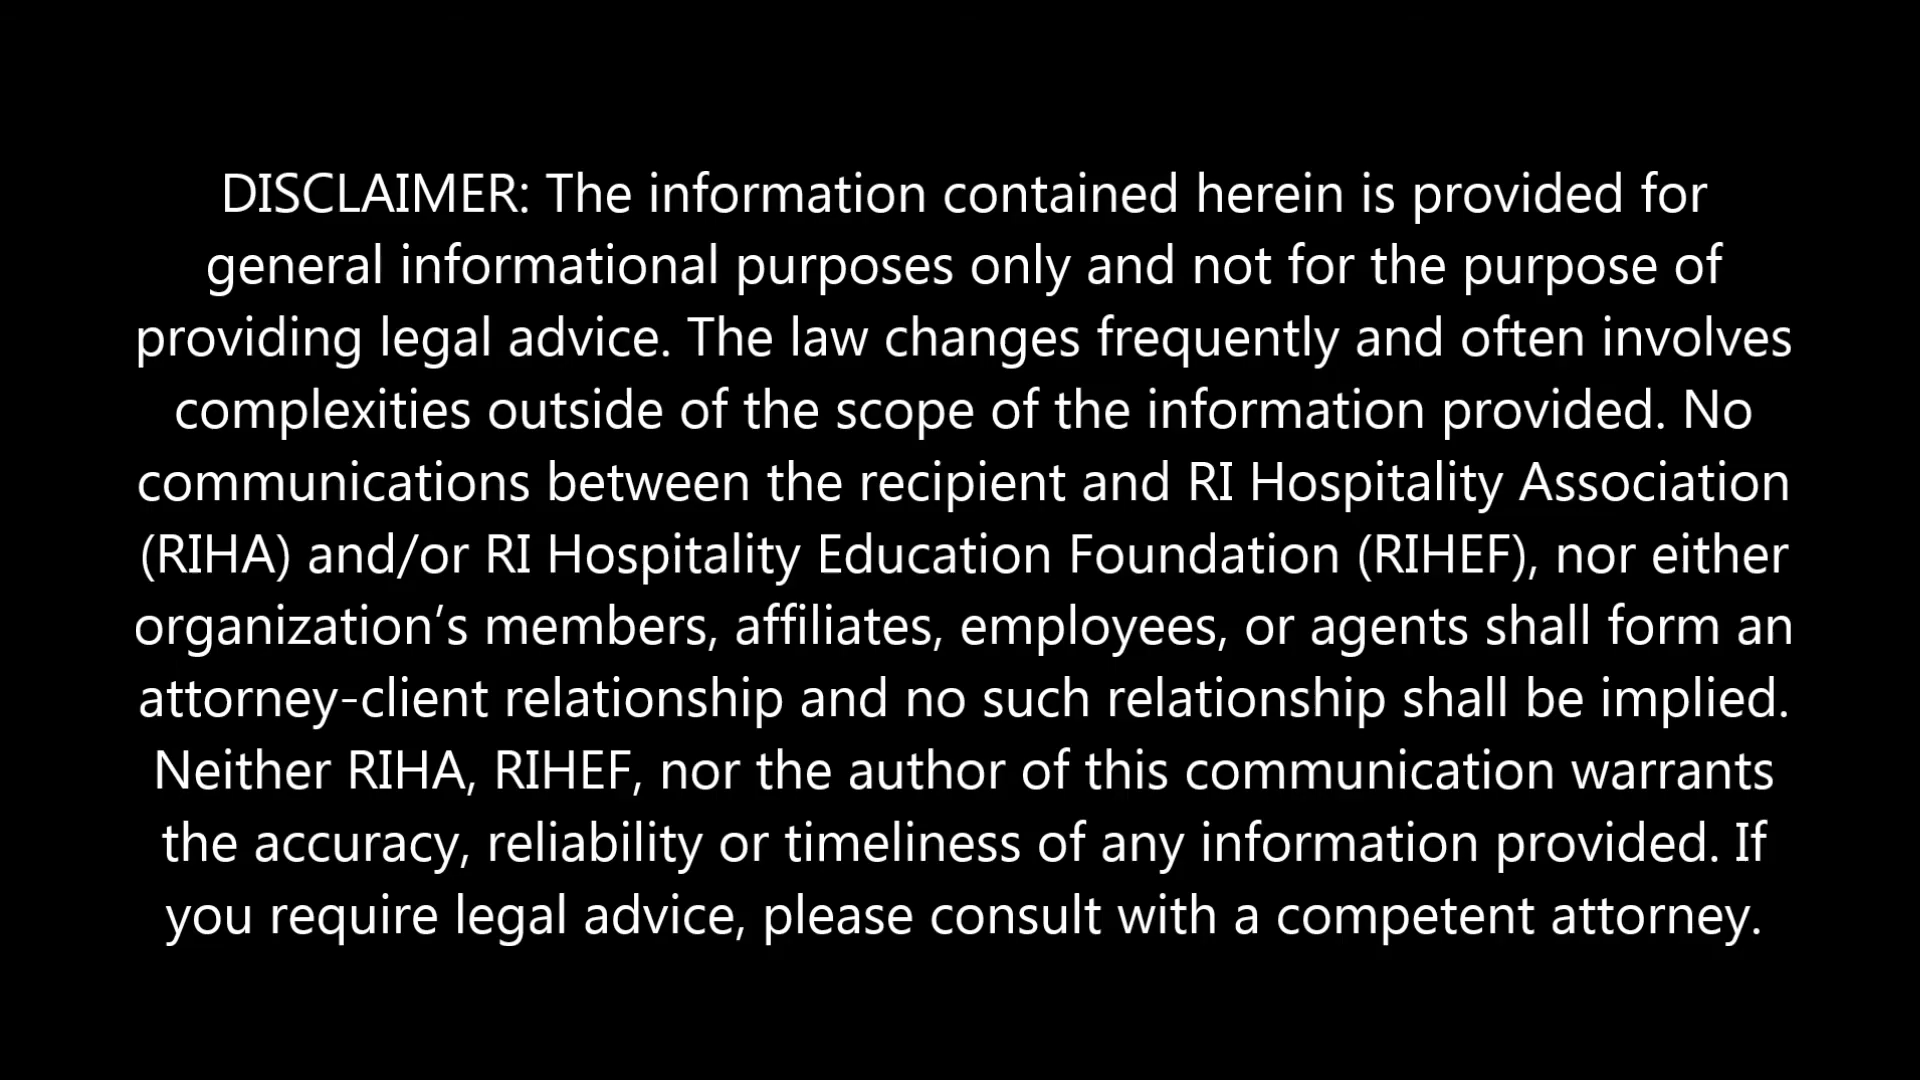 DISCLAIMER: The information contained herein is provided for
general informational purposes only and not for the purpose of
providing legal advice. The law changes frequently and often involves
complexities outside of the scope of the information provided. No
communications between the recipient and RI Hospitality Association
(RIHA) and/or RI Hospitality Education Foundation (RIHEF), nor either
organization’s members, affiliates, employees, or agents shall form an
attorney-client relationship and no such relationship shall be implied.
Neither RIHA, RIHEF, nor the author of this communication warrants
the accuracy, reliability or timeliness of any information provided. If
you require legal advice, please consult with a competent attorney.